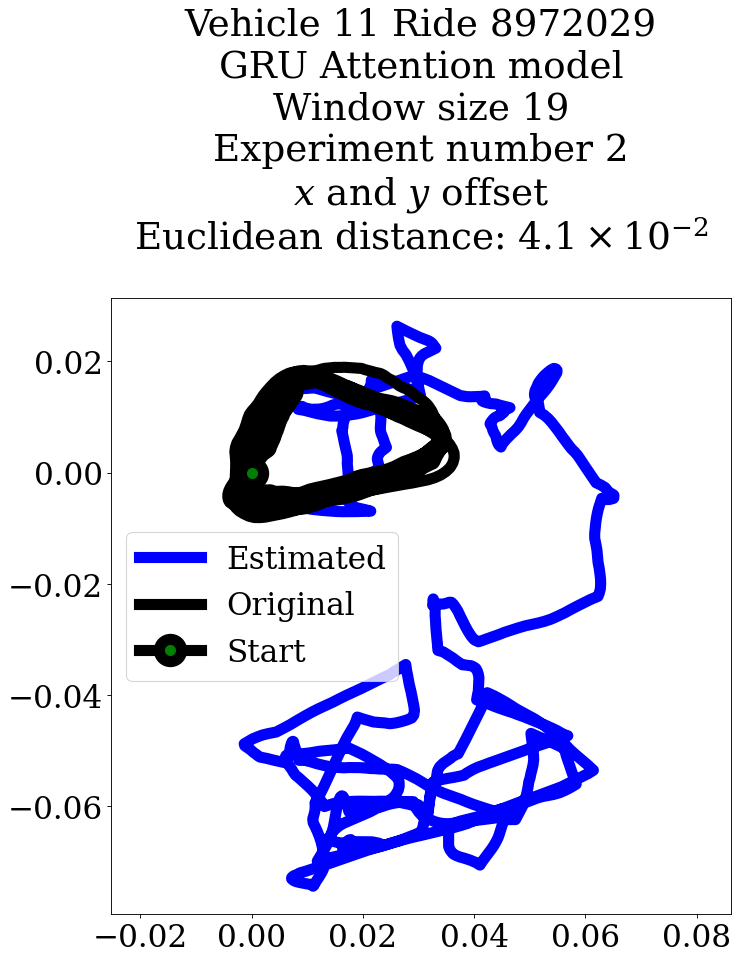 Vehicle 11 Ride 8972029
GRU Attention model
Window size 19
Experiment number 2
x and y offset
Euclidean distance: 4.1 × 10⁻²
0.02
0.00
−0.02
−0.04
−0.06
Estimated
Original
Start
−0.02 0.00 0.02 0.04 0.06 0.08